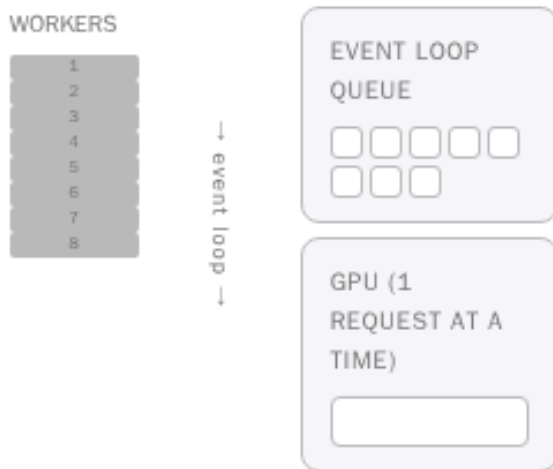 WORKERS
1
2
3
4
5
6
7
8
→ event loop →
EVENT LOOP
QUEUE
GPU (1
REQUEST AT A
TIME)